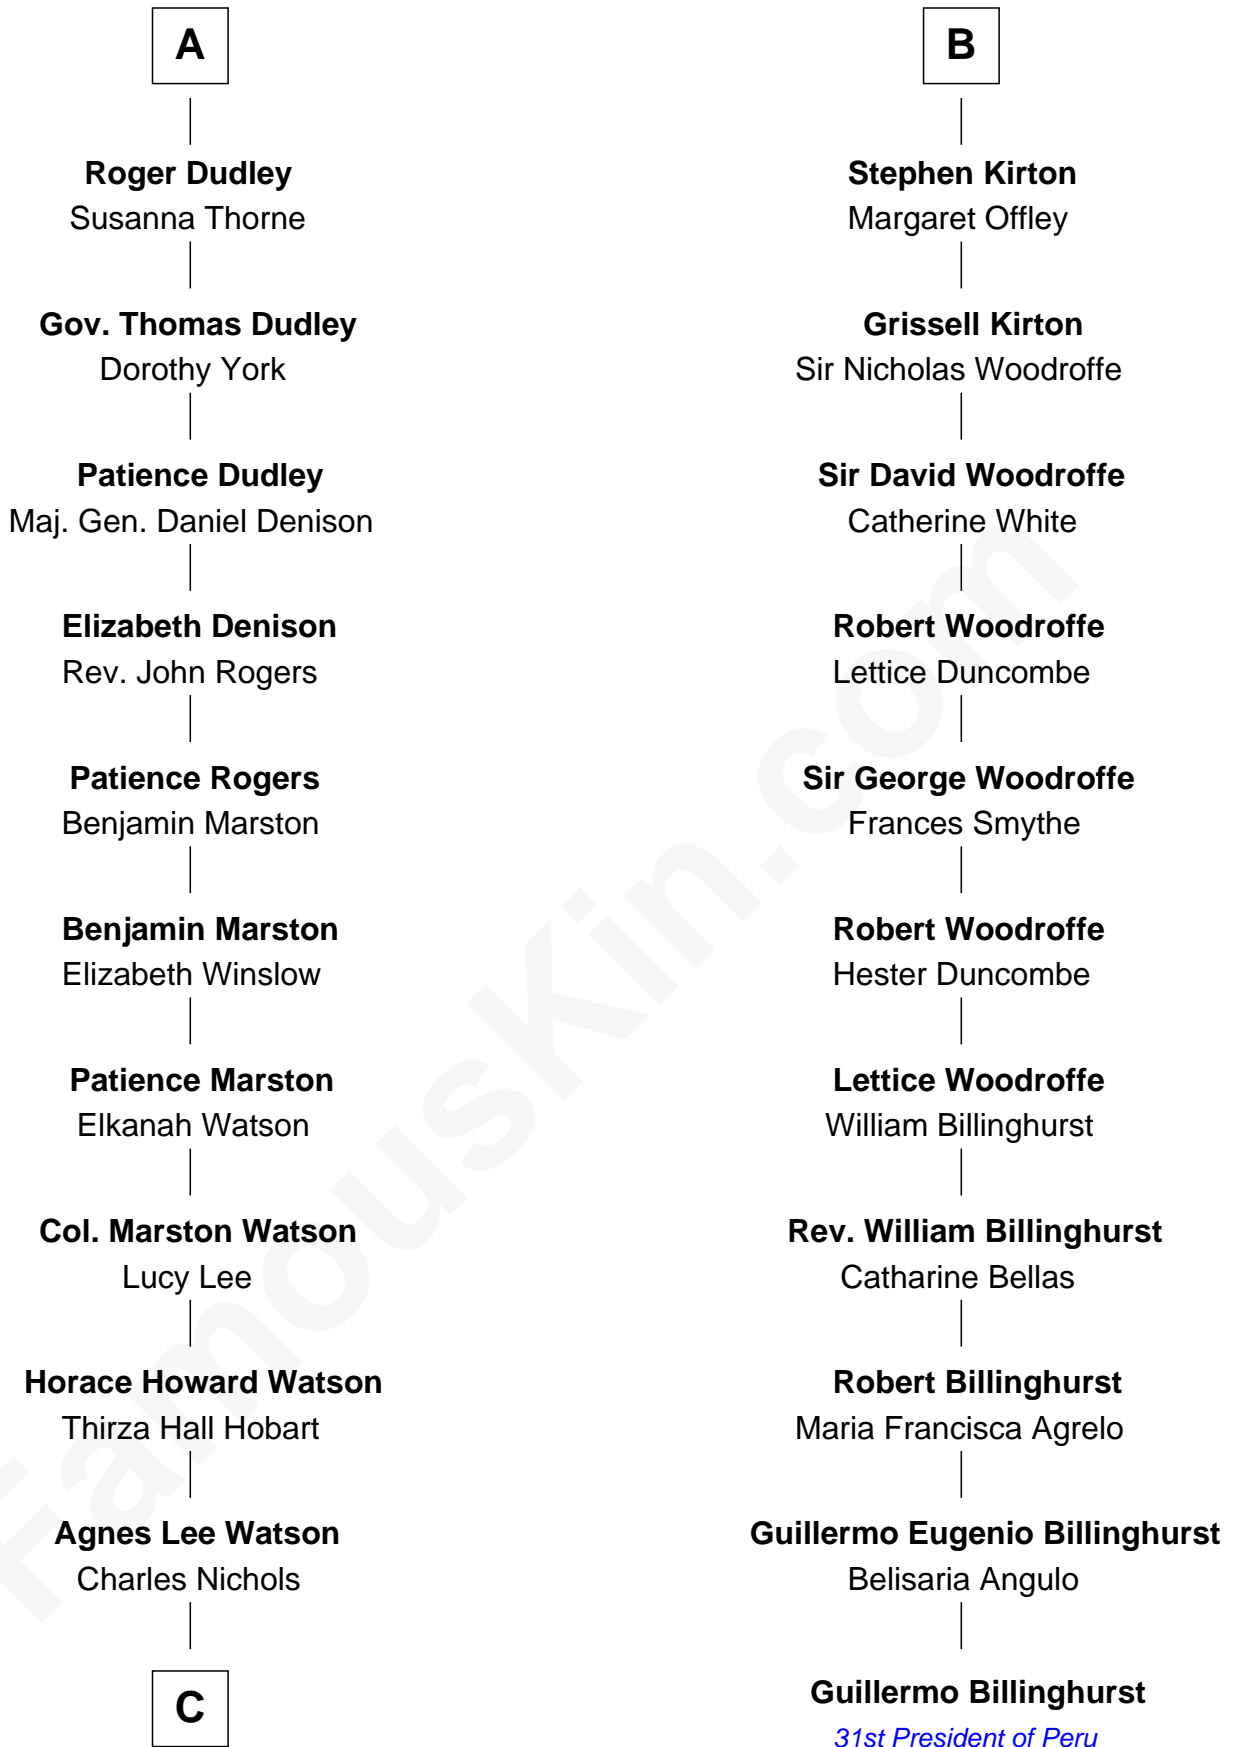 A
Roger Dudley
Susanna Thorne
Gov. Thomas Dudley
Dorothy York
Patience Dudley
Maj. Gen. Daniel Denison
Elizabeth Denison
Rev. John Rogers
Patience Rogers
Benjamin Marston
Benjamin Marston
Elizabeth Winslow
Patience Marston
Elkanah Watson
Col. Marston Watson
Lucy Lee
Horace Howard Watson
Thirza Hall Hobart
Agnes Lee Watson
Charles Nichols
C
B
Stephen Kirton
Margaret Offley
Grissell Kirton
Sir Nicholas Woodroffe
Sir David Woodroffe
Catherine White
Robert Woodroffe
Lettice Duncombe
Sir George Woodroffe
Frances Smythe
Robert Woodroffe
Hester Duncombe
Lettice Woodroffe
William Billinghurst
Rev. William Billinghurst
Catharine Bellas
Robert Billinghurst
Maria Francisca Agrelo
Guillermo Eugenio Billinghurst
Belisaria Angulo
Guillermo Billinghurst
31st President of Peru
FamousKin.com